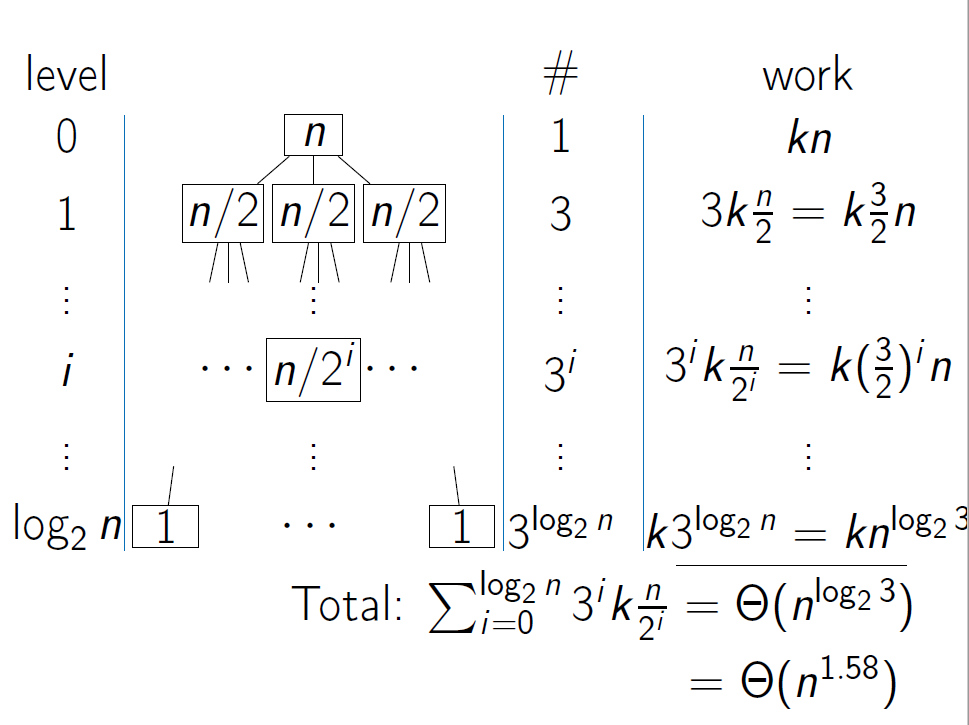 level # work
0 n 1 kn
1 n/2 n/2 n/2 3 3k n/2 = k 3/2 n
⋮ ⋮ ⋮ ⋮
i ⋯ n/2^i ⋯ 3^i 3^i k n/2^i = k(3/2)^i n
⋮ ⋮ ⋮ ⋮
log₂ n 1 ⋯ 1 3^{log₂ n} k3^{log₂ n} = kn^{log₂ 3}
Total: ∑_{i=0}^{log₂ n} 3^i k n/2^i = Θ(n^{log₂ 3})
= Θ(n^{1.58})